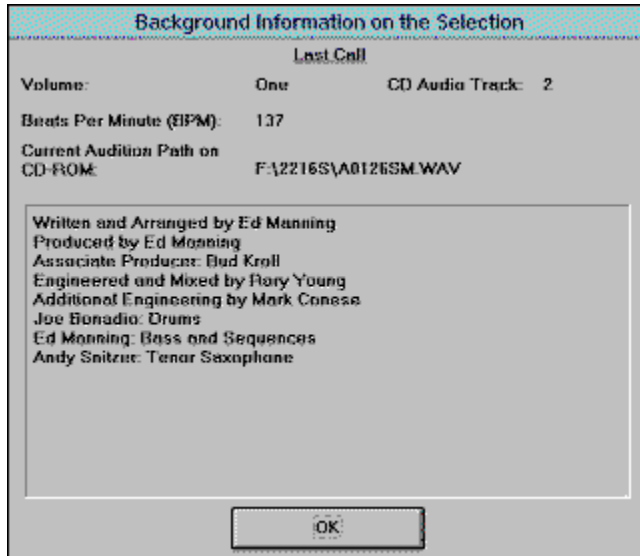 Background Information on the Selection
Last Call
Volume: One CD Audio Track: 2
Beats Per Minute (BPM): 137
Current Audition Path on
CD-ROM: F:\2216S\A0126SM.WAV
Written and Arranged by Ed Manning
Produced by Ed Manning
Associate Producer: Bud Kroll
Engineered and Mixed by Rory Young
Additional Engineering by Mark Conese
Joe Bonadio: Drums
Ed Manning: Bass and Sequences
Andy Snitzer: Tenor Saxophone
OK